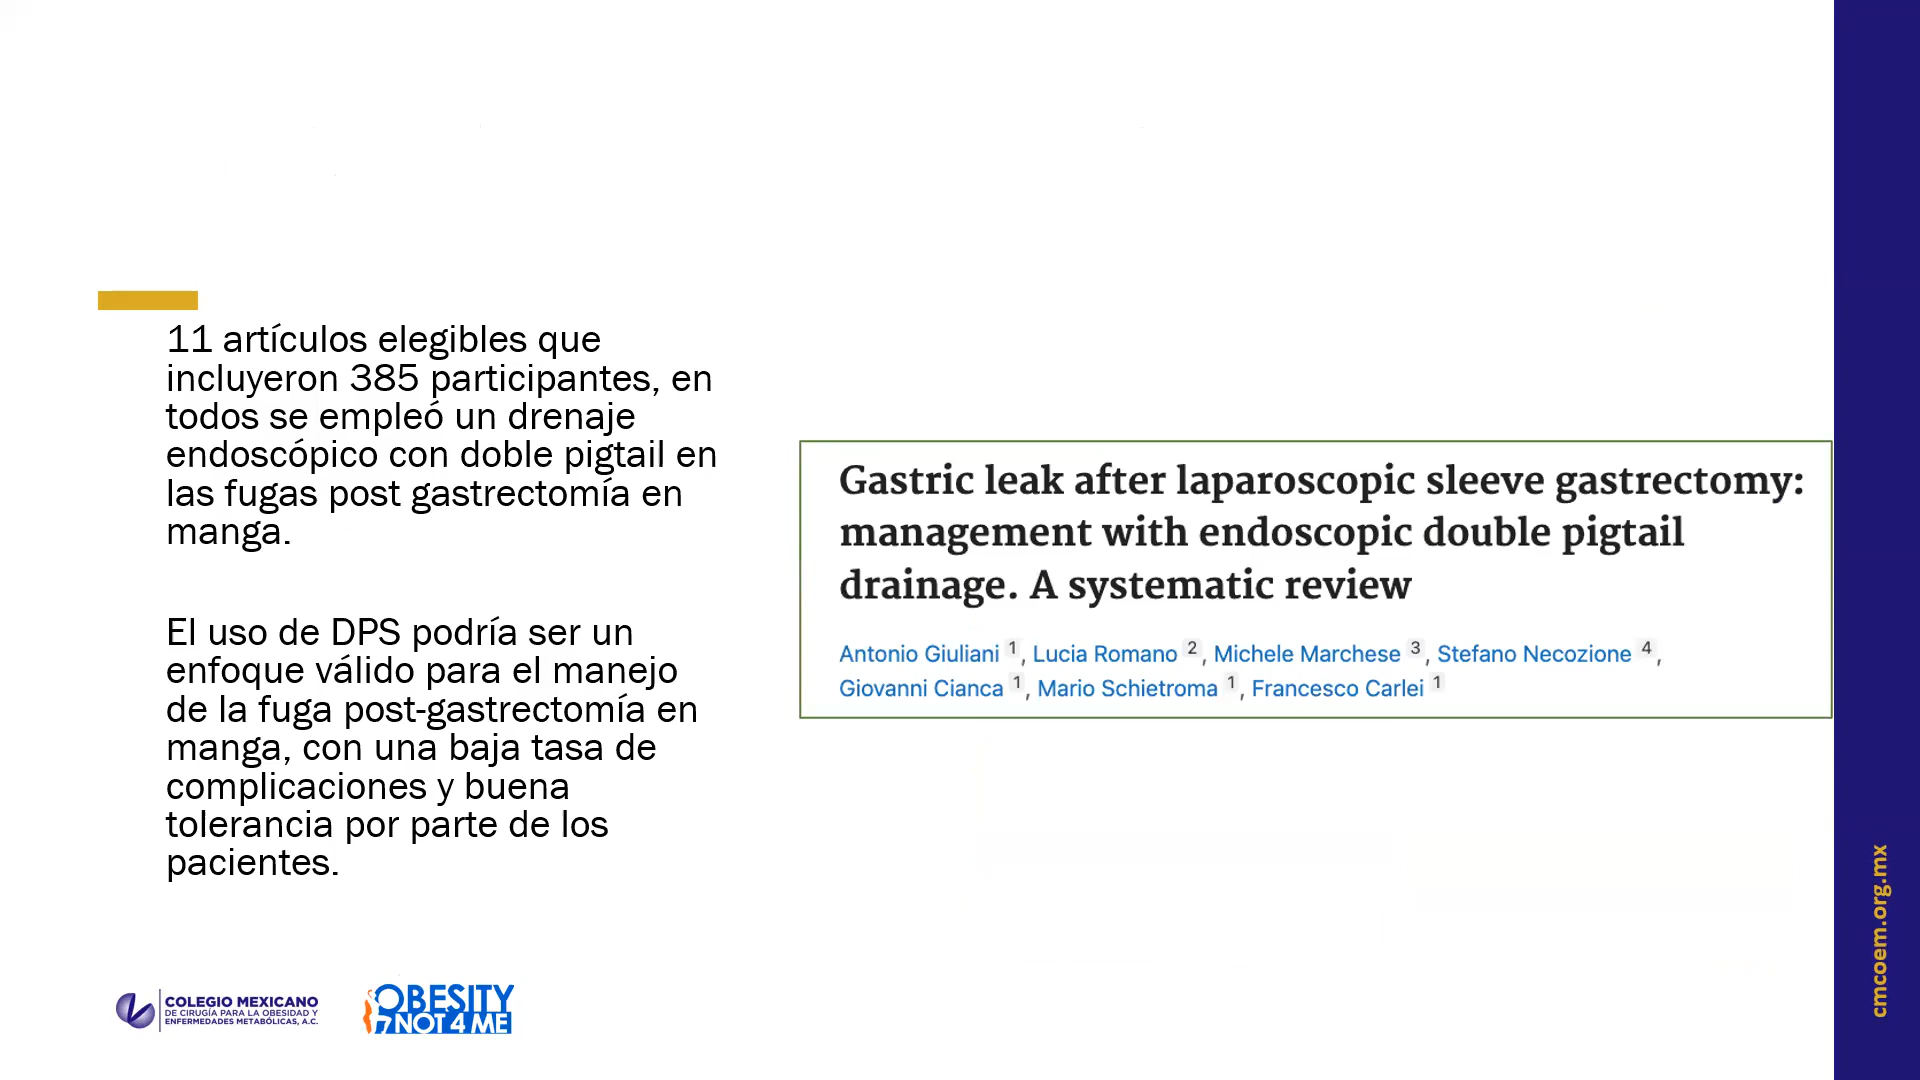 11 artículos elegibles que
incluyeron 385 participantes, en
todos se empleó un drenaje
endoscópico con doble pigtail en
las fugas post gastrectomía en
manga.
El uso de DPS podría ser un
enfoque válido para el manejo
de la fuga post-gastrectomía en
manga, con una baja tasa de
complicaciones y buena
tolerancia por parte de los
pacientes.
Gastric leak after laparoscopic sleeve gastrectomy:
management with endoscopic double pigtail
drainage. A systematic review
Antonio Giuliani 1, Lucia Romano 2, Michele Marchese 3, Stefano Necozione 4,
Giovanni Cianca 1, Mario Schietroma 1, Francesco Carlei 1
COLEGIO MEXICANO
DE CIRUGÍA PARA LA OBESIDAD Y
ENFERMEDADES METABÓLICAS, A.C.
OBESITY
NOT 4 ME
cmcoem.org.mx